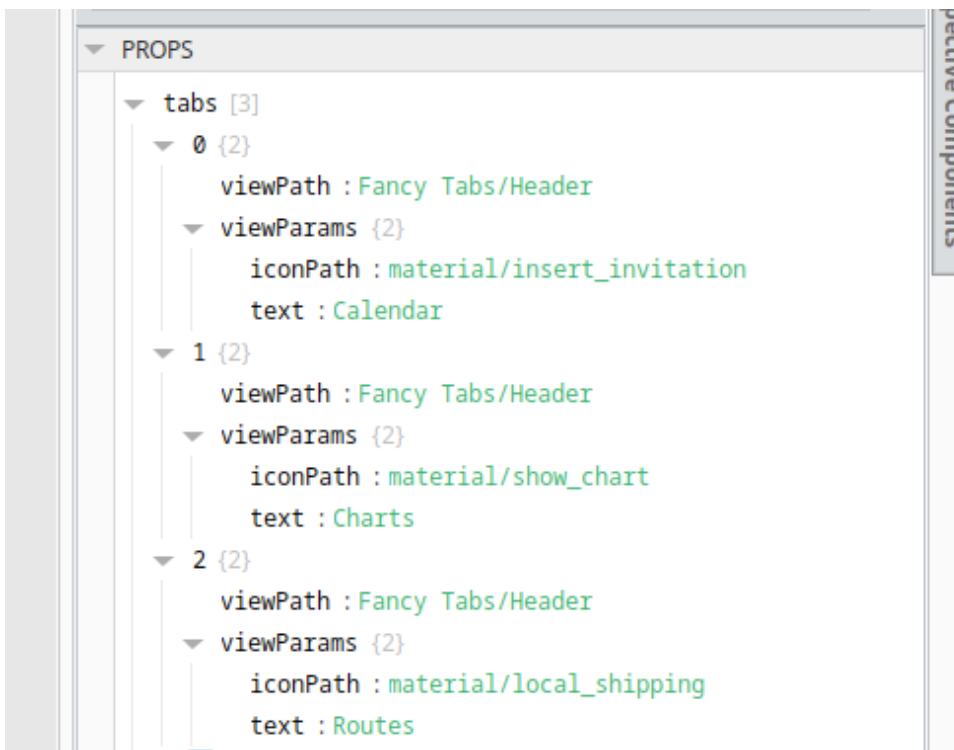 PROPS
tabs [3]
0 {2}
viewPath : Fancy Tabs/Header
viewParams {2}
iconPath : material/insert_invitation
text : Calendar
1 {2}
viewPath : Fancy Tabs/Header
viewParams {2}
iconPath : material/show_chart
text : Charts
2 {2}
viewPath : Fancy Tabs/Header
viewParams {2}
iconPath : material/local_shipping
text : Routes
pective Components